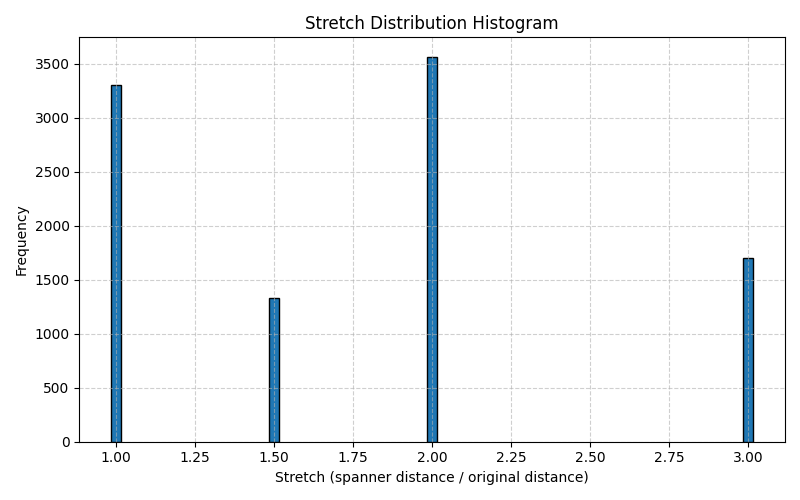 Stretch Distribution Histogram
Frequency
3500
3000
2500
2000
1500
1000
500
0
1.00 1.25 1.50 1.75 2.00 2.25 2.50 2.75 3.00
Stretch (spanner distance / original distance)